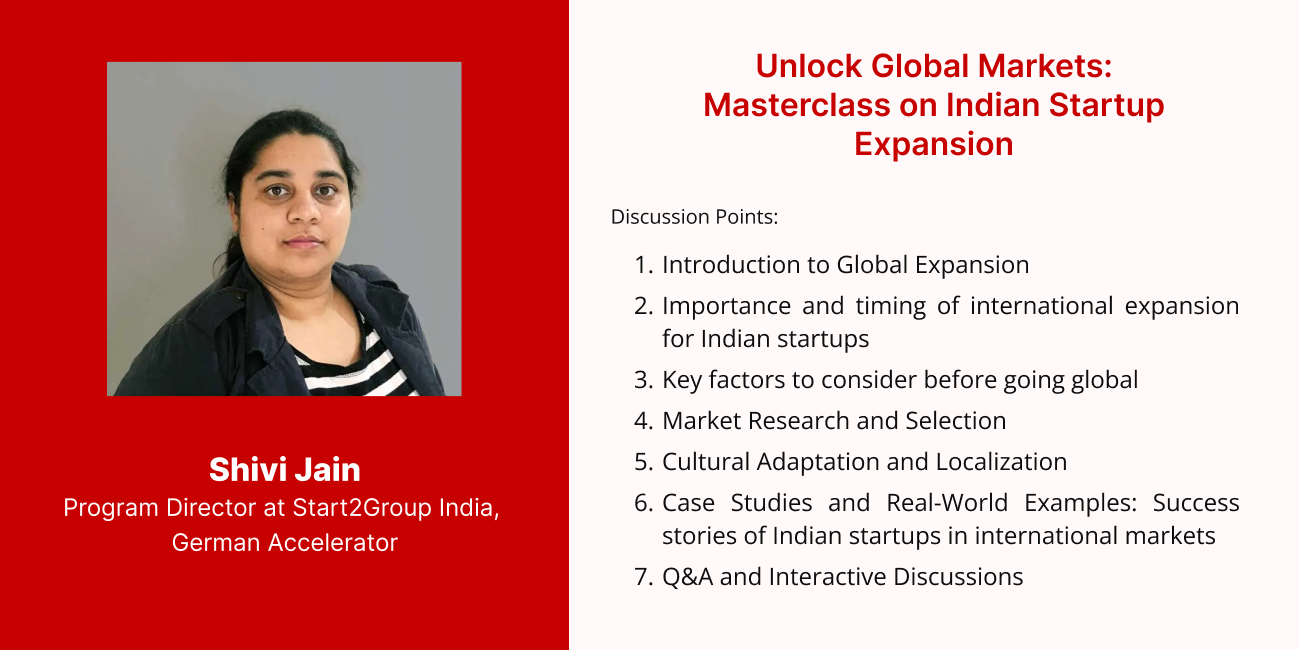 Shivi Jain
Program Director at Start2Group India,
German Accelerator
Unlock Global Markets:
Masterclass on Indian Startup
Expansion
Discussion Points:
1. Introduction to Global Expansion
2. Importance and timing of international expansion
for Indian startups
3. Key factors to consider before going global
4. Market Research and Selection
5. Cultural Adaptation and Localization
6. Case Studies and Real-World Examples: Success
stories of Indian startups in international markets
7. Q&A and Interactive Discussions